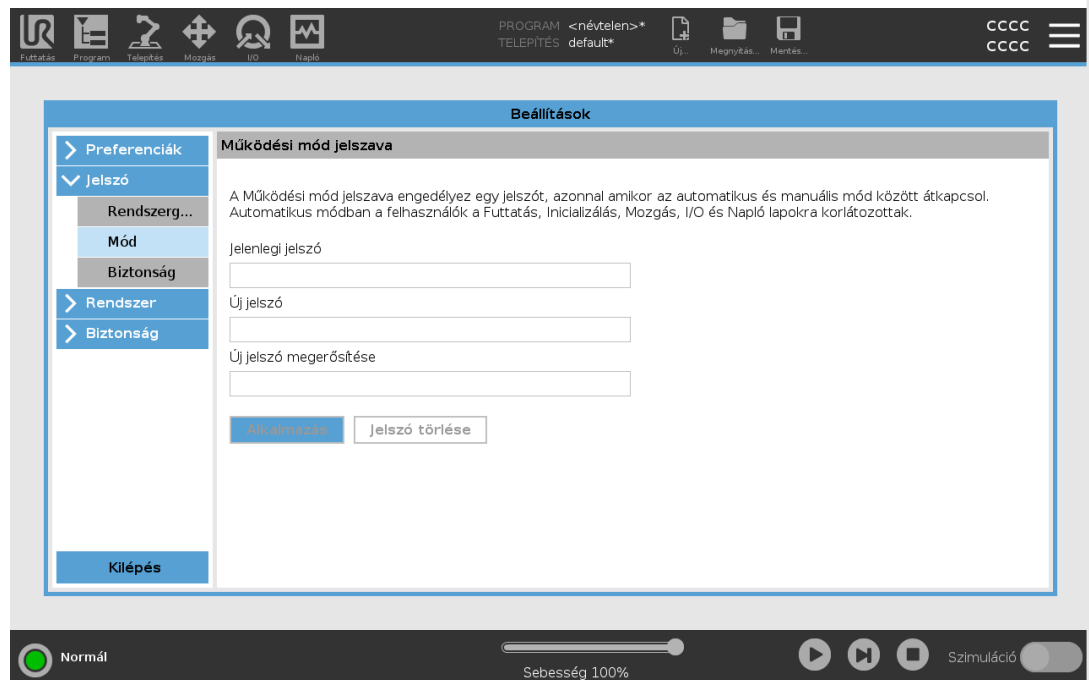 UR
Futtatás
Program
Telepítés
Mozgás
I/O
Napló
PROGRAM <névtelen>*
TELEPÍTÉS default*
Új...
Megnyitás...
Mentés...
CCCC
CCCC
Beállítások
Preferenciák
Jelszó
Rendszerg...
Mód
Biztonság
Rendszer
Biztonság
Kilépés
Működési mód jelszava
A Működési mód jelszava engedélyez egy jelszót, azonnal amikor az automatikus és manuális mód között átkapcsol.
Automatikus módban a felhasználók a Futtatás, Inicializálás, Mozgás, I/O és Napló lapokra korlátozottak.
Jelenlegi jelszó
Új jelszó
Új jelszó megerősítése
Alkalmazás
Jelszó törlése
Normál
Sebesség 100%
Szimuláció